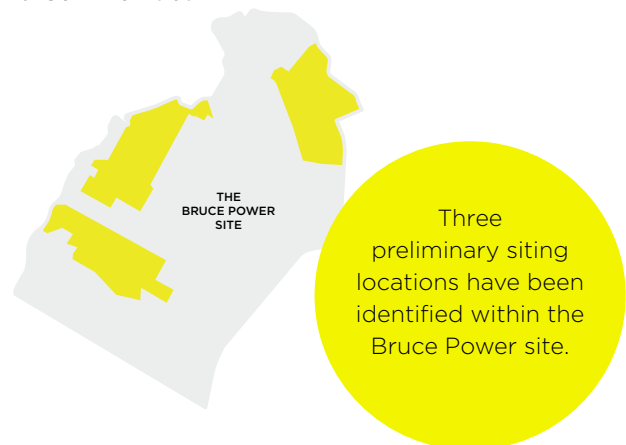 THE
BRUCE POWER
SITE
Three
preliminary siting
locations have been
identified within the
Bruce Power site.